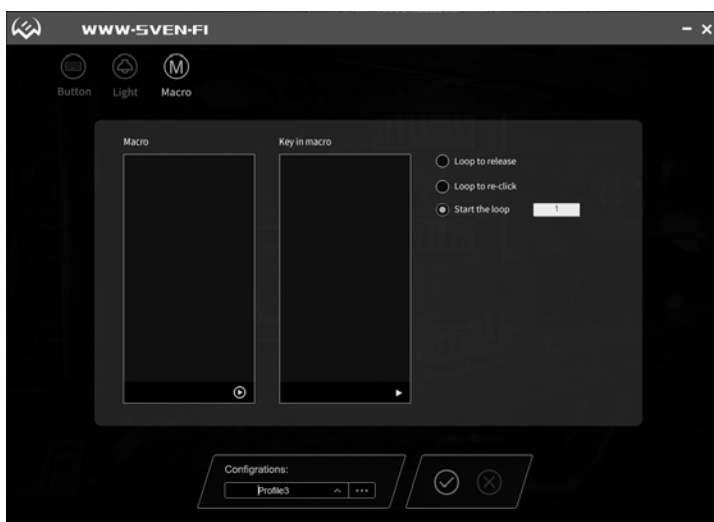 WWW·SVEN·FI
Button Light Macro
Macro Key in macro
Loop to release
Loop to re-click
Start the loop 1
Configrations:
Profile3